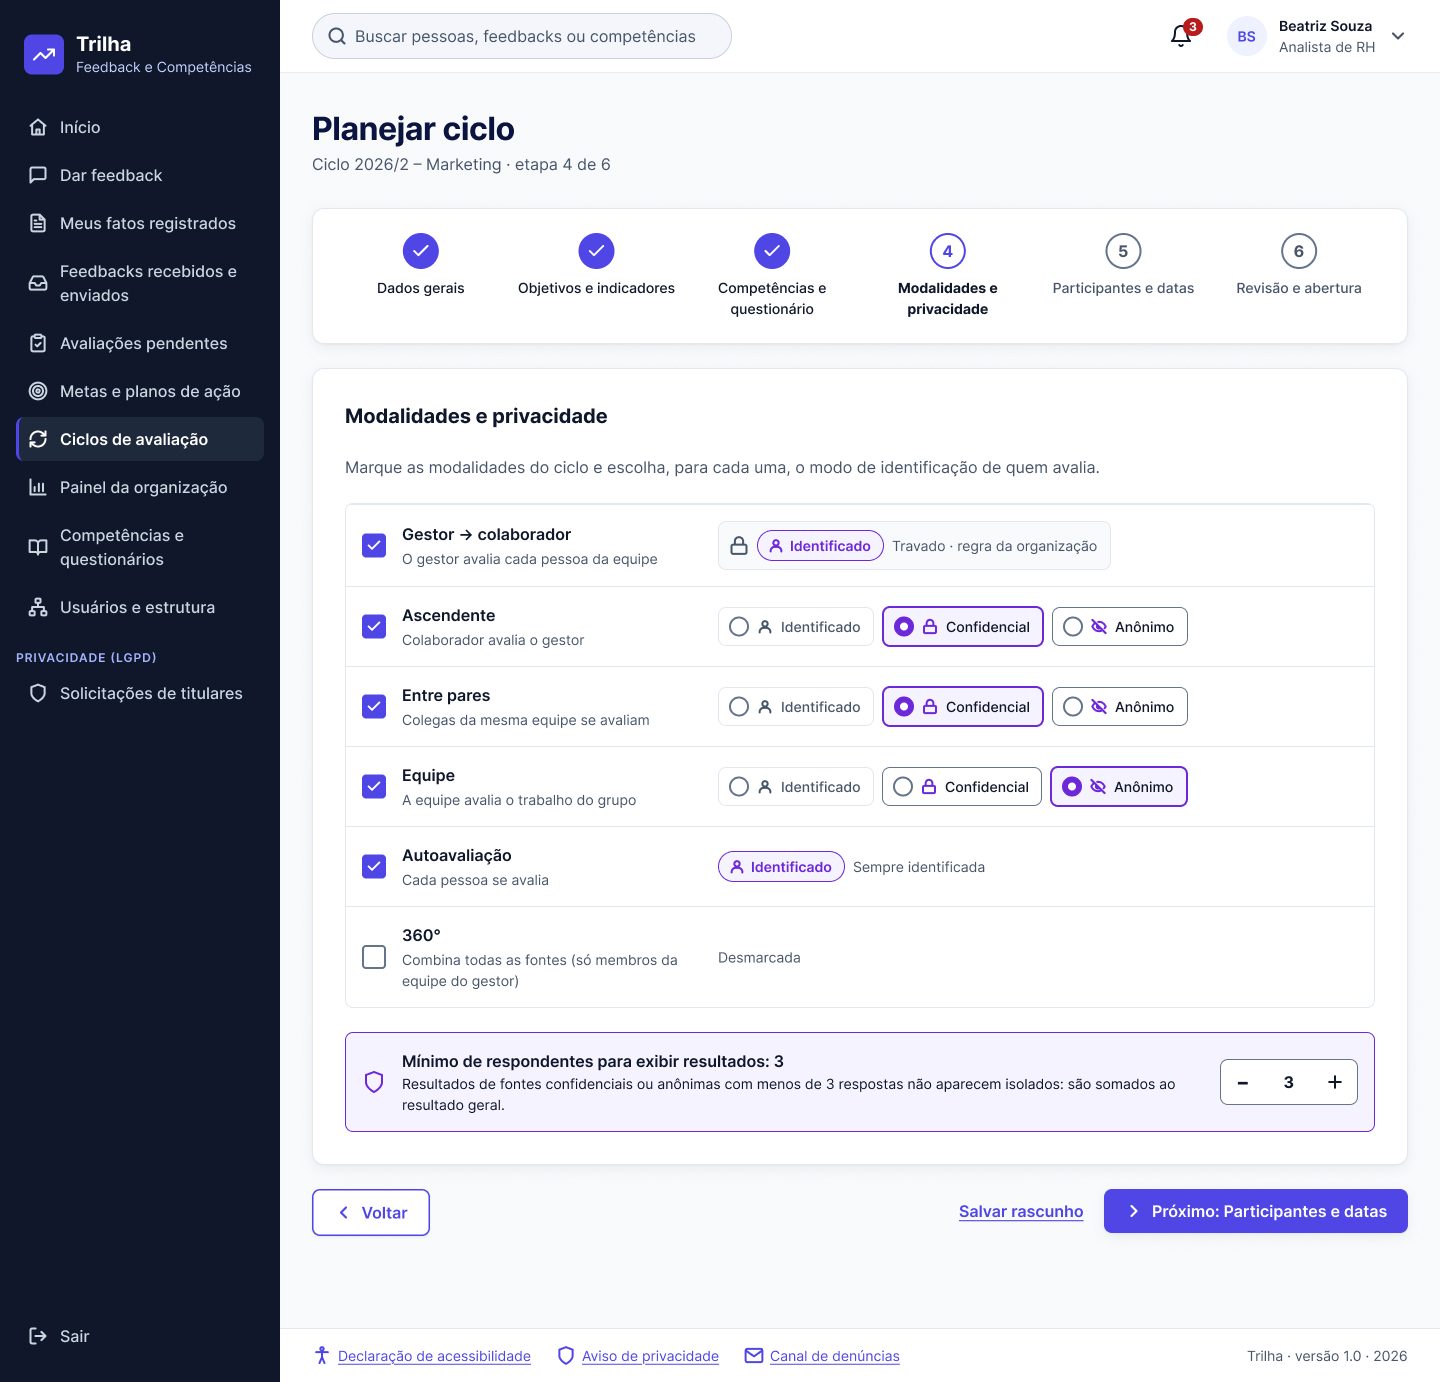 Trilha
Feedback e Competências
Início
Dar feedback
Meus fatos registrados
Feedbacks recebidos e
enviados
Avaliações pendentes
Metas e planos de ação
Ciclos de avaliação
Painel da organização
Competências e
questionários
Usuários e estrutura
PRIVACIDADE (LGPD)
Solicitações de titulares
Sair
Buscar pessoas, feedbacks ou competências
3
BS
Beatriz Souza
Analista de RH
Planejar ciclo
Ciclo 2026/2 – Marketing · etapa 4 de 6
Dados gerais
Objetivos e indicadores
Competências e
questionário
4
Modalidades e
privacidade
5
Participantes e datas
6
Revisão e abertura
Modalidades e privacidade
Marque as modalidades do ciclo e escolha, para cada uma, o modo de identificação de quem avalia.
Gestor → colaborador
O gestor avalia cada pessoa da equipe
Identificado Travado · regra da organização
Ascendente
Colaborador avalia o gestor
Identificado Confidencial Anônimo
Entre pares
Colegas da mesma equipe se avaliam
Identificado Confidencial Anônimo
Equipe
A equipe avalia o trabalho do grupo
Identificado Confidencial Anônimo
Autoavaliação
Cada pessoa se avalia
Identificado Sempre identificada
360°
Combina todas as fontes (só membros da
equipe do gestor)
Desmarcada
Mínimo de respondentes para exibir resultados: 3
Resultados de fontes confidenciais ou anônimas com menos de 3 respostas não aparecem isolados: são somados ao
resultado geral.
− 3 +
Voltar
Salvar rascunho
Próximo: Participantes e datas
Declaração de acessibilidade
Aviso de privacidade
Canal de denúncias
Trilha · versão 1.0 · 2026